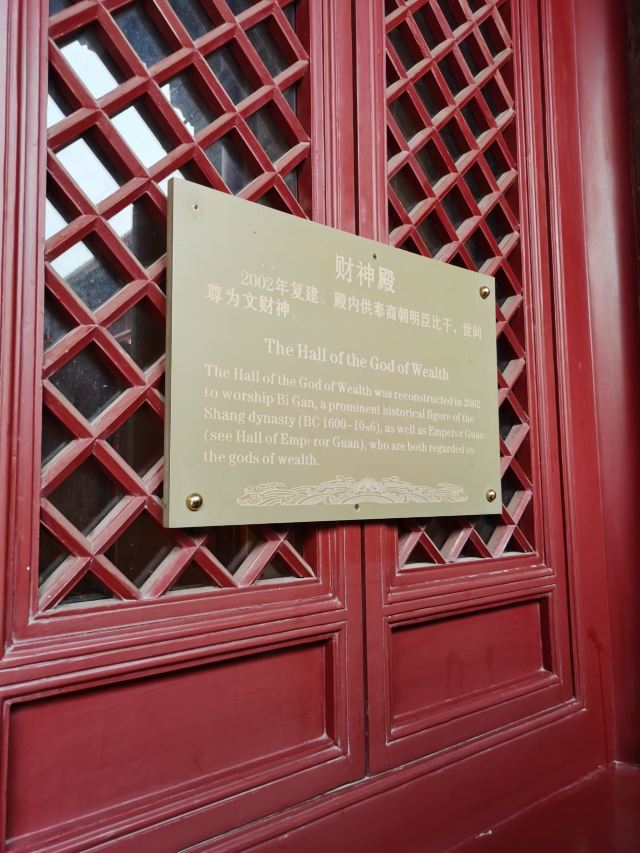 财神殿
2002年复建。殿内供奉商朝明臣比干，世间
尊为文财神。
The Hall of the God of Wealth
The Hall of the God of Wealth was reconstructed in 2002
to worship Bi Gan, a prominent historical figure of the
Shang dynasty (BC 1600-1046), as well as Emperor Guan
(see Hall of Emperor Guan), who are both regarded as
the gods of wealth.